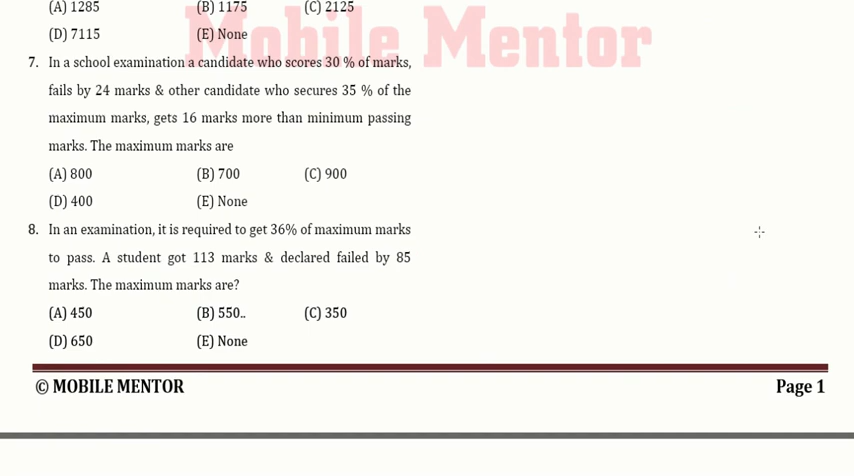 (A) 1285 (B) 1175 (C) 2125
Mobile Mentor
(D) 7115 (E) None
7. In a school examination a candidate who scores 30 % of marks,
fails by 24 marks & other candidate who secures 35 % of the
maximum marks, gets 16 marks more than minimum passing
marks. The maximum marks are
(A) 800 (B) 700 (C) 900
(D) 400 (E) None
8. In an examination, it is required to get 36% of maximum marks
to pass. A student got 113 marks & declared failed by 85
marks. The maximum marks are?
(A) 450 (B) 550.. (C) 350
(D) 650 (E) None
© MOBILE MENTOR Page 1